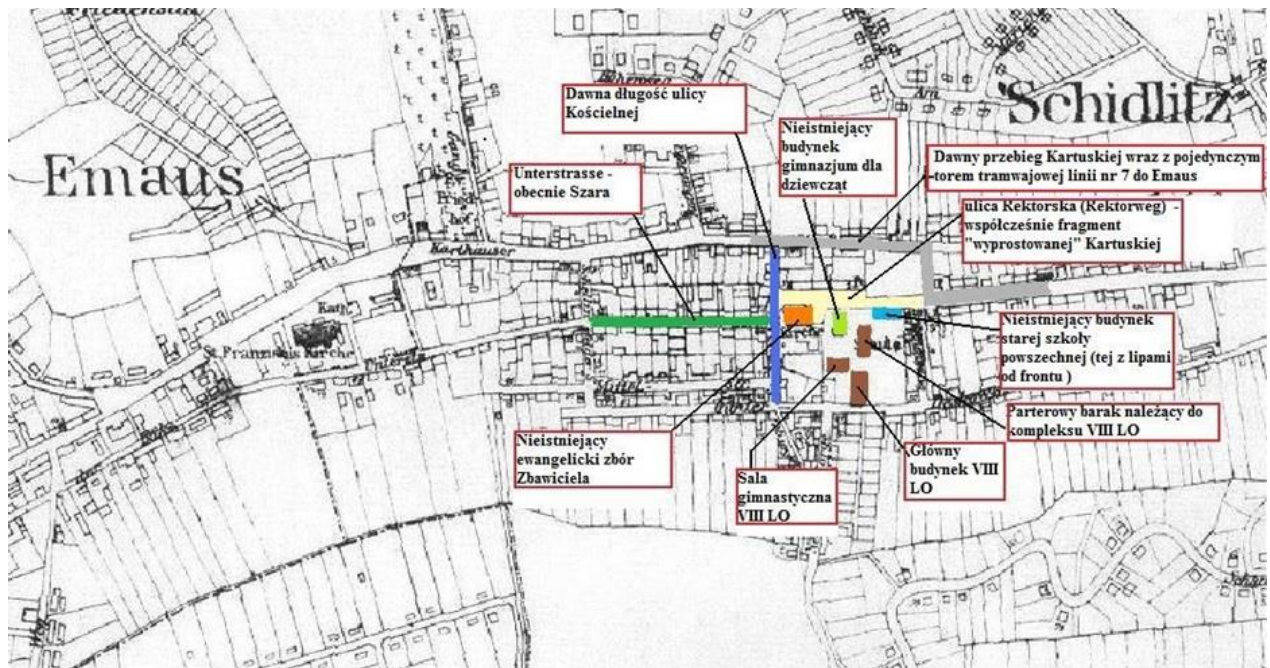 Friedenstal
Schidlitz
Emaus
Dawna długość ulicy
Kościelnej
Nieistniejący
budynek
gimnazjum dla
dziewcząt
Unterstrasse -
obecnie Szara
Dawny przebieg Kartuskiej wraz z pojedynczym
torem tramwajowej linii nr 7 do Emaus
ulica Rektorska (Rektorweg) -
współcześnie fragment
"wyprostowanej" Kartuskiej
Karthäuser
Kath.
St. Franziskus Kirche
Nieistniejący budynek
starej szkoły
powszechnej (tej z lipami
od frontu )
Parterowy barak należący do
kompleksu VIII LO
Nieistniejący
ewangelicki zbór
Zbawiciela
Sala
gimnastyczna
VIII LO
Główny
budynek VIII
LO